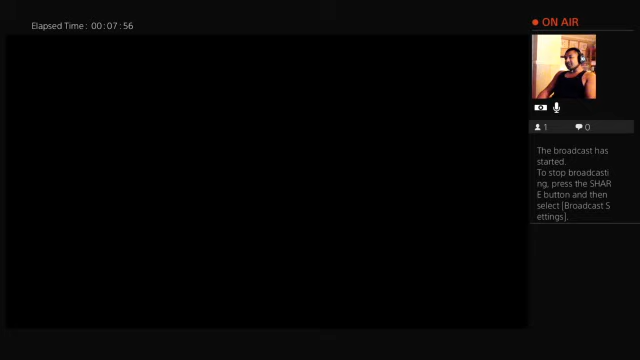 Elapsed Time : 00 : 07 : 56
ON AIR
1 0
The broadcast has
started.
To stop broadcasti
ng, press the SHAR
E button and then
select [Broadcast S
ettings].